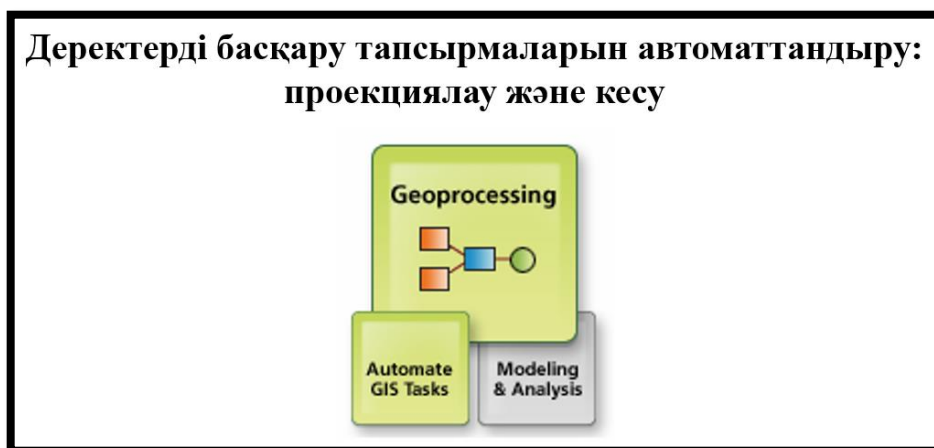 Деректерді басқару тапсырмаларын автоматтандыру:
проекциялау және кесу
Geoprocessing
Automate
GIS Tasks
Modeling
& Analysis